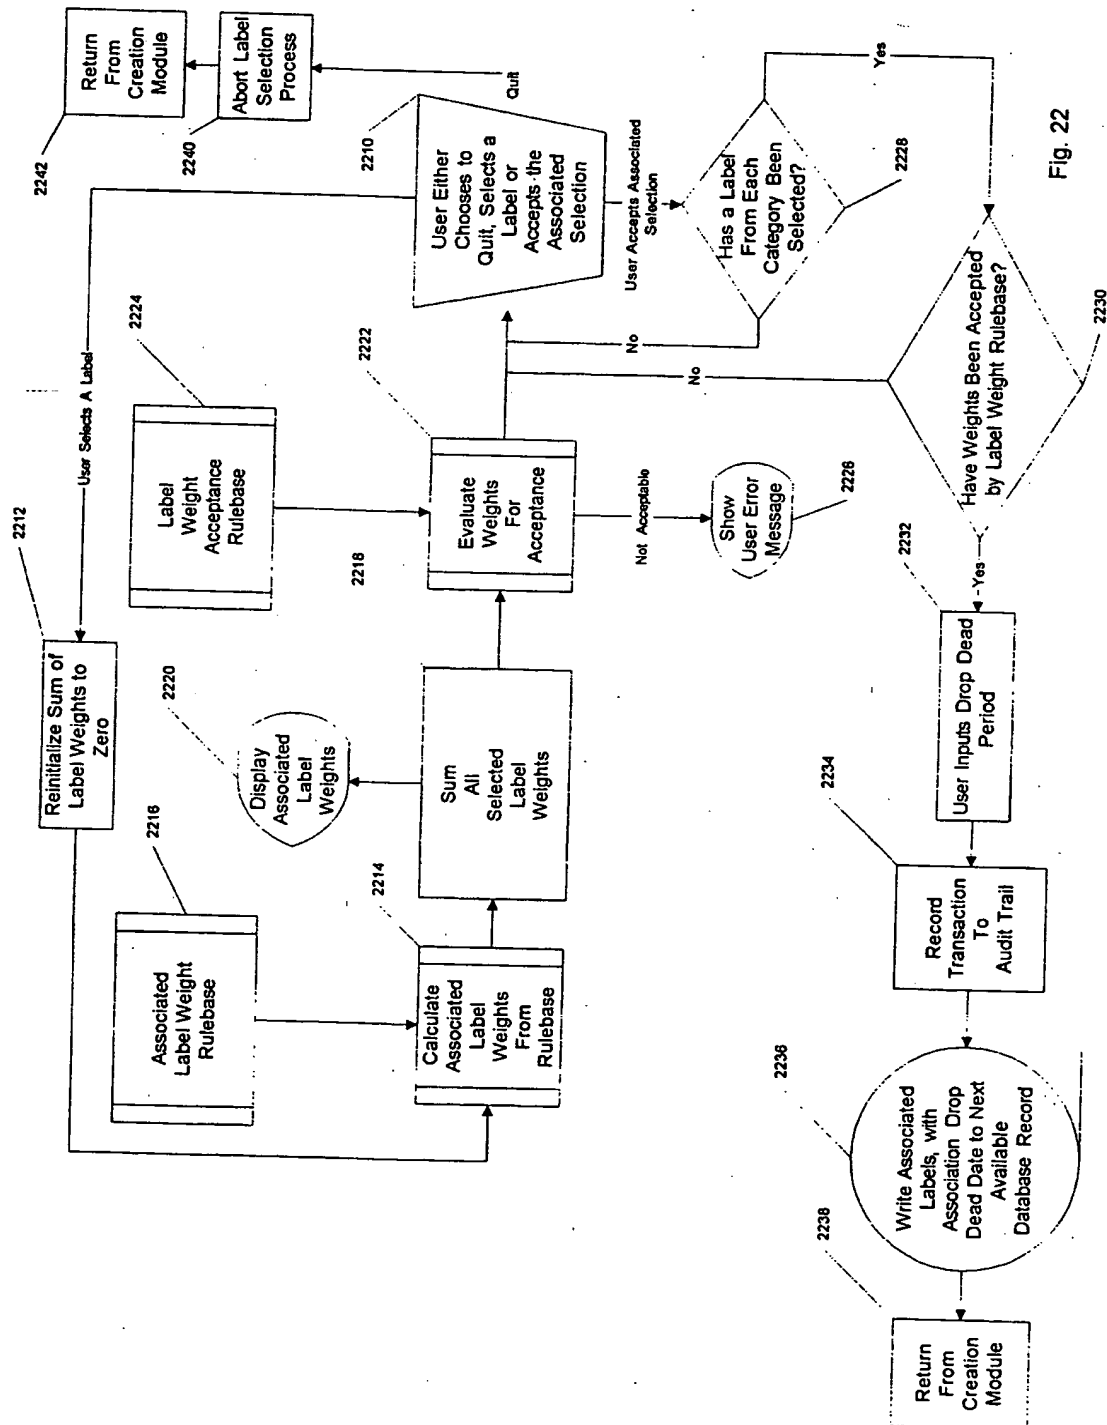 2212
Reinitialize Sum of
Label Weights to
Zero
User Selects A Label
2242
Return
From
Creation
Module
2240
Abort Label
Selection
Process
Quit
2210
User Either
Chooses to
Quit, Selects a
Label or
Accepts the
Associated
Selection
2216
Associated
Label Weight
Rulebase
2220
Display
Associated
Label
Weights
2224
Label
Weight
Acceptance
Rulebase
2214
Calculate
Associated
Label
Weights
From
Rulebase
2218
Sum
All
Selected
Label
Weights
2222
Evaluate
Weights
For
Acceptance
Not Acceptable
2226
Show
User Error
Message
User Accepts Associated
Selection
2228
Has a Label
From Each
Category Been
Selected?
No
Yes
No
2230
Have Weights Been Accepted
by Label Weight Rulebase?
Yes
2232
User Inputs Drop Dead
Period
2234
Record
Transaction
To
Audit Trail
2236
Write Associated
Labels, with
Association Drop
Dead Date to Next
Available
Database Record
2238
Return
From
Creation
Module
Fig. 22